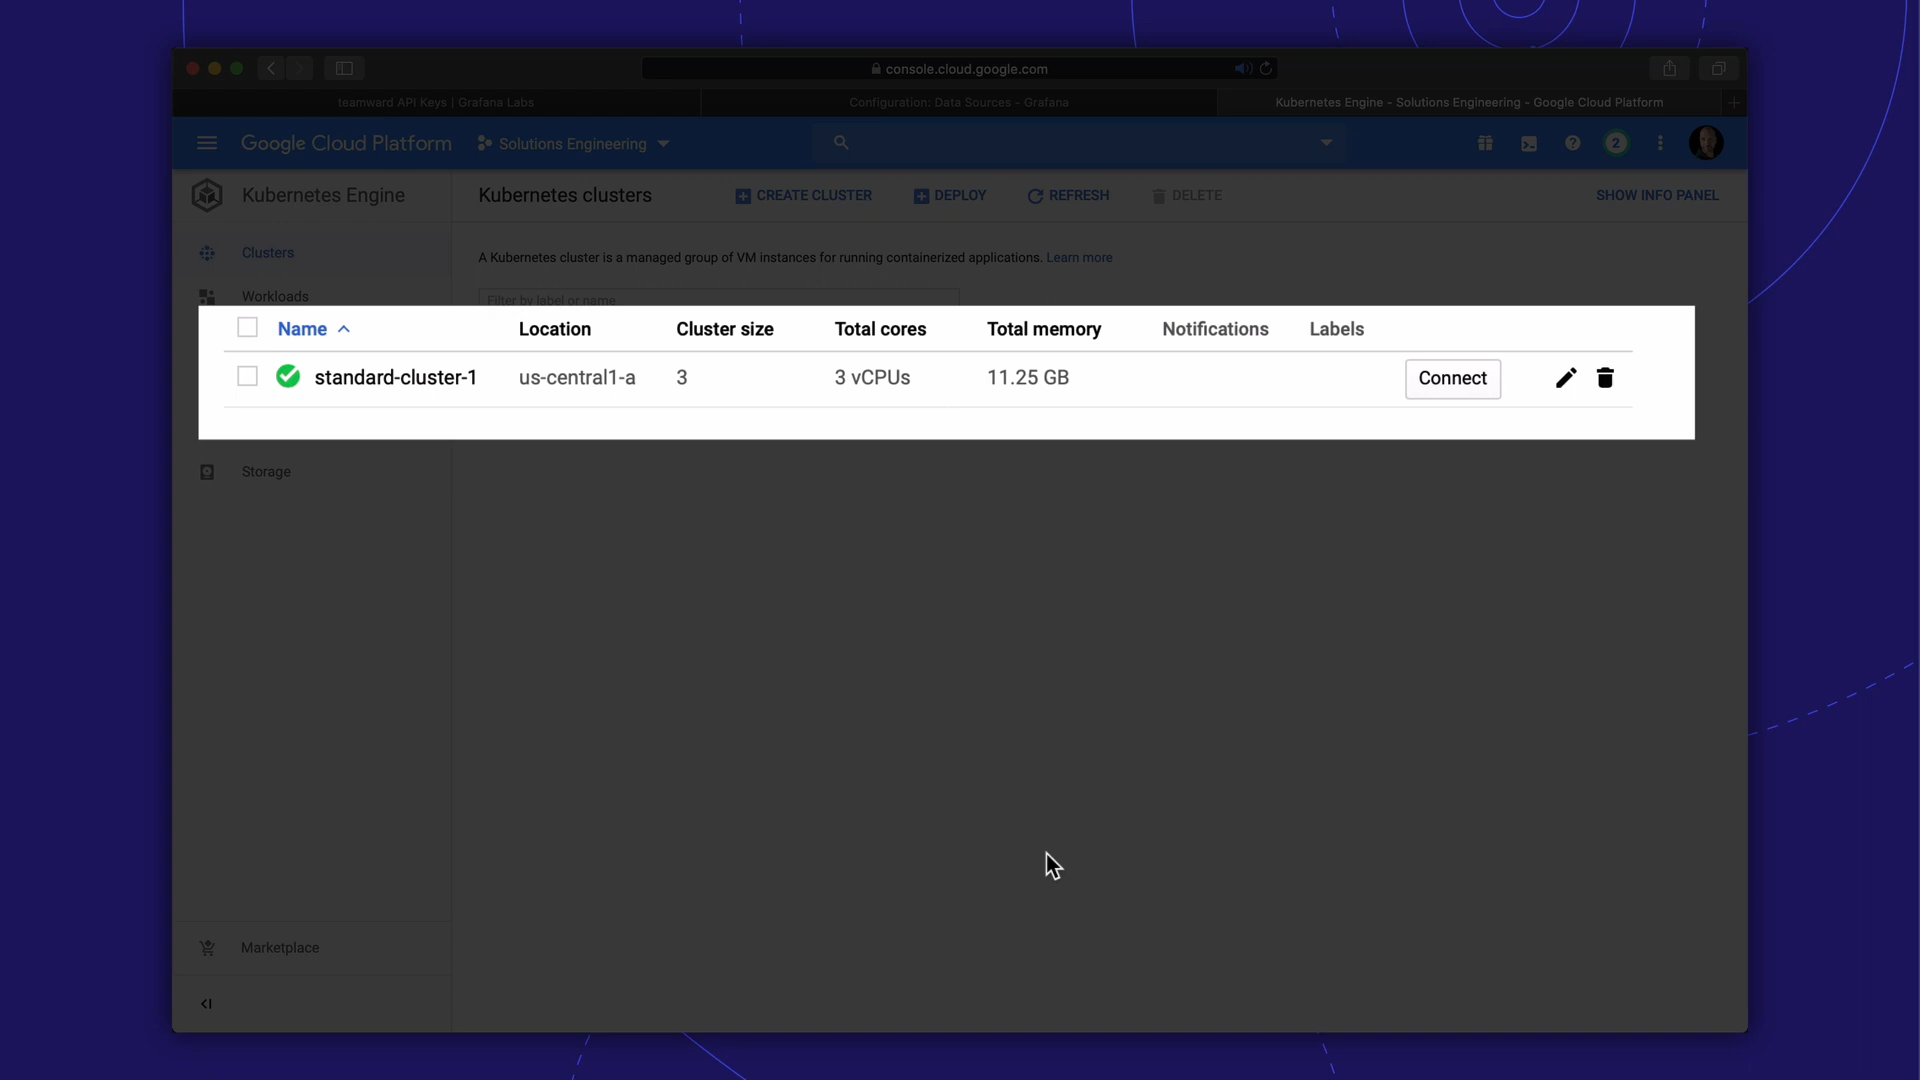 console.cloud.google.com
teamward API Keys | Grafana Labs
Configuration: Data Sources - Grafana
Kubernetes Engine - Solutions Engineering - Google Cloud Platform
Google Cloud Platform
Solutions Engineering
2
Kubernetes Engine
Kubernetes clusters
CREATE CLUSTER
DEPLOY
REFRESH
DELETE
SHOW INFO PANEL
Clusters
A Kubernetes cluster is a managed group of VM instances for running containerized applications. Learn more
Workloads
Filter by label or name
Name Location Cluster size Total cores Total memory Notifications Labels
standard-cluster-1 us-central1-a 3 3 vCPUs 11.25 GB Connect
Storage
Marketplace